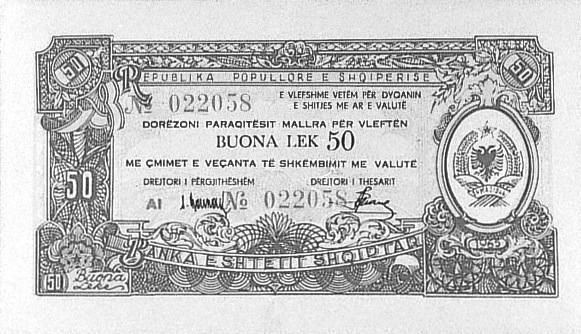 50
50
REPUBLIKA POPULLORE E SHQIPERISE
№ 022058
E VLEFSHME VETËM PËR DYQANIN
E SHITJES ME AR E VALUTË
DORËZONI PARAQITËSIT MALLRA PËR VLEFTËN
BUONA LEK 50
ME ÇMIMET E VEÇANTA TË SHKËMBIMIT ME VALUTË
50
DREJTORI I PËRGJITHËSHËM
DREJTORI I THESARIT
AI
№ 022058
BANKA E SHTETIT SHQIPTAR
1965
50
Buona
Leke